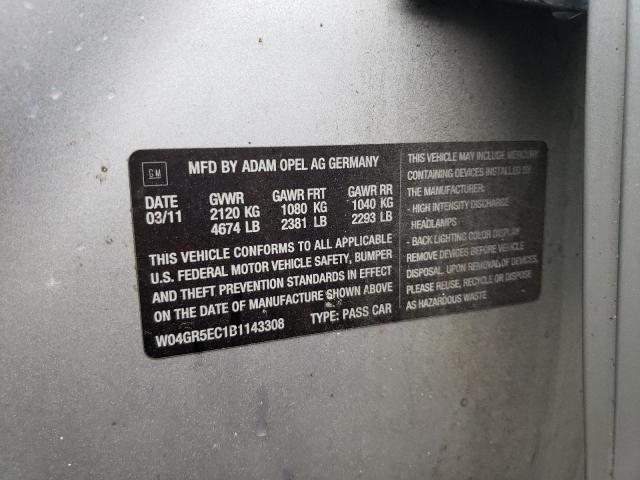 GM
MFD BY ADAM OPEL AG GERMANY
DATE GVWR GAWR FRT GAWR RR
03/11 2120 KG 1080 KG 1040 KG
4674 LB 2381 LB 2293 LB
THIS VEHICLE CONFORMS TO ALL APPLICABLE
U.S. FEDERAL MOTOR VEHICLE SAFETY, BUMPER
AND THEFT PREVENTION STANDARDS IN EFFECT
ON THE DATE OF MANUFACTURE SHOWN ABOVE
W04GR5EC1B1143308 TYPE: PASS CAR
THIS VEHICLE MAY INCLUDE MERCURY
CONTAINING DEVICES INSTALLED BY
THE MANUFACTURER:
- HIGH INTENSITY DISCHARGE
HEADLAMPS
- BACK LIGHTING COLOR DISPLAY
REMOVE DEVICES BEFORE VEHICLE
DISPOSAL. UPON REMOVAL OF DEVICES,
PLEASE REUSE, RECYCLE OR DISPOSE
AS HAZARDOUS WASTE